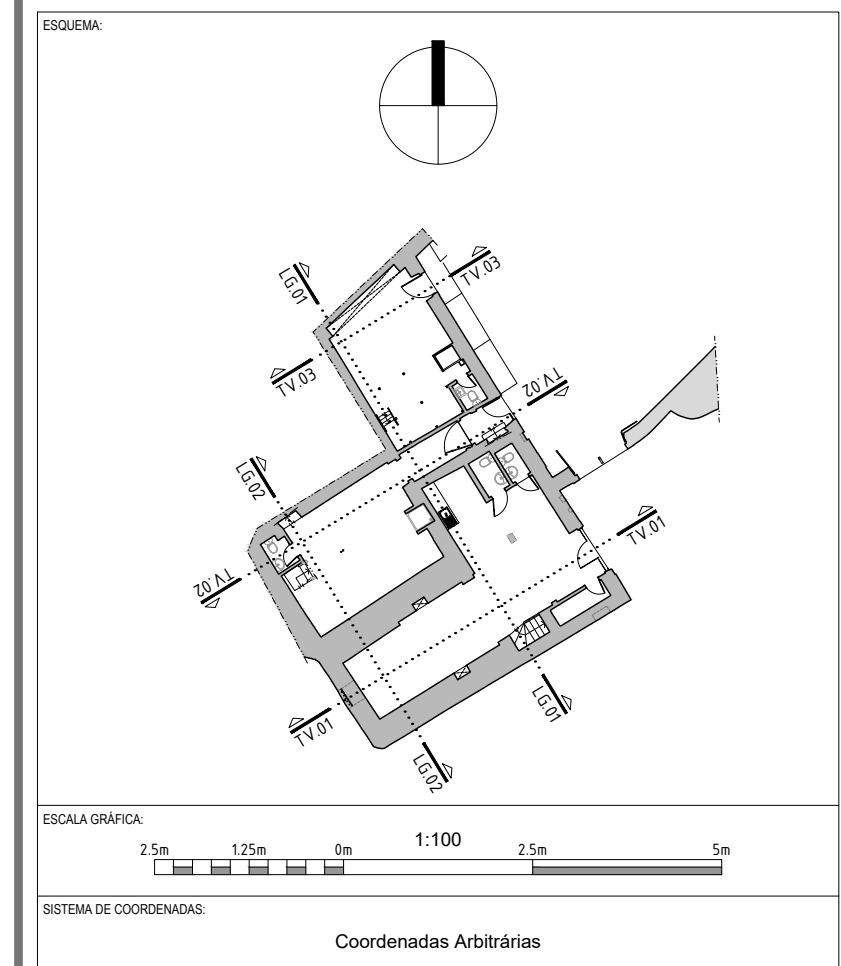 ESQUEMA:
LG.01
TV.03
TV.03
TV.02
LG.02
TV.01
TV.02
LG.01
TV.01
LG.02
ESCALA GRÁFICA:
1:100
2.5m 1.25m 0m 2.5m 5m
SISTEMA DE COORDENADAS:
Coordenadas Arbitrárias